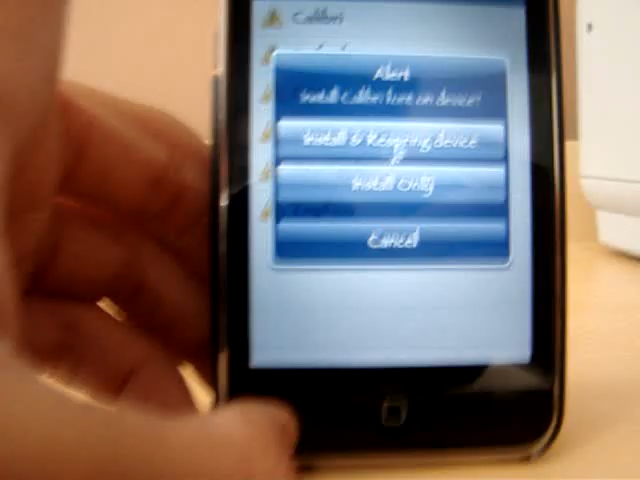 Calibri
Alert
Install Calibri font on device?
Install & Respring device
Install Only
Cancel